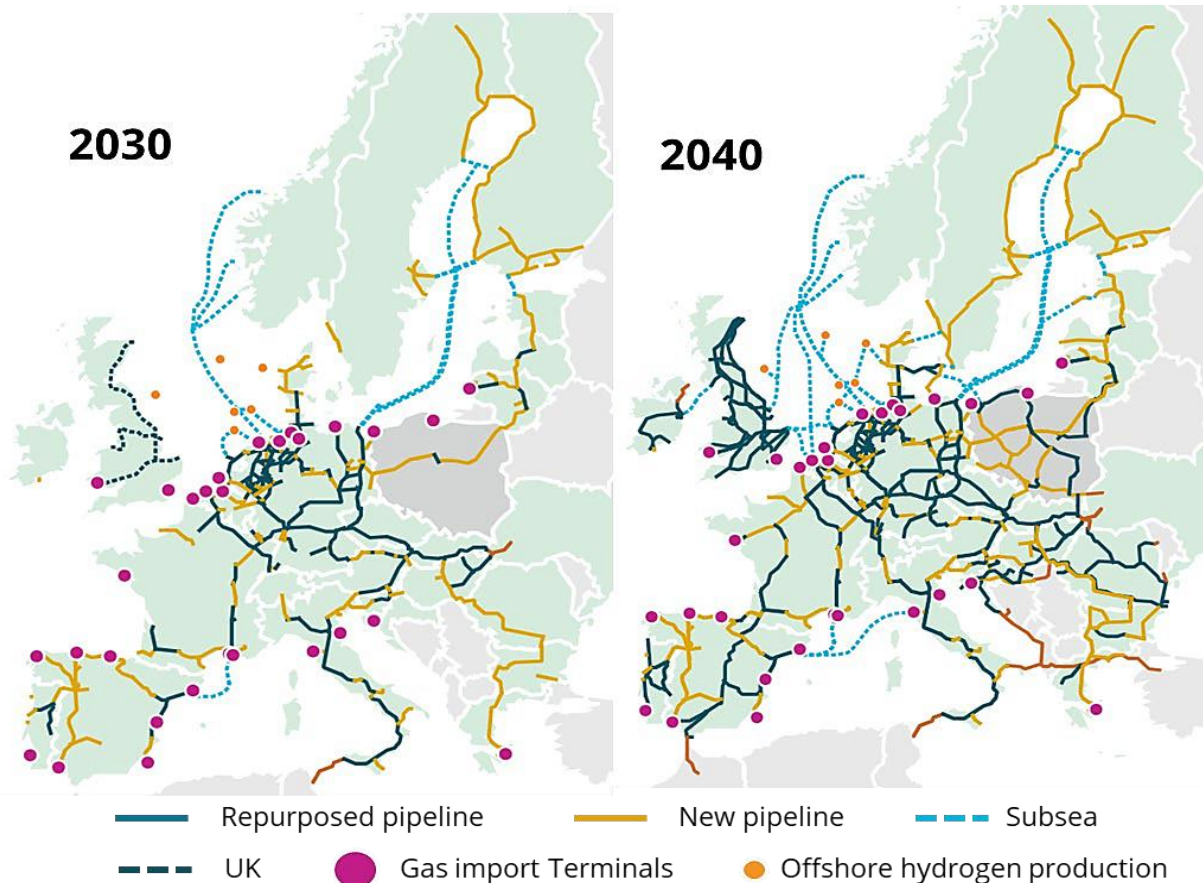 2030
2040
Repurposed pipeline
New pipeline
Subsea
UK
Gas import Terminals
Offshore hydrogen production